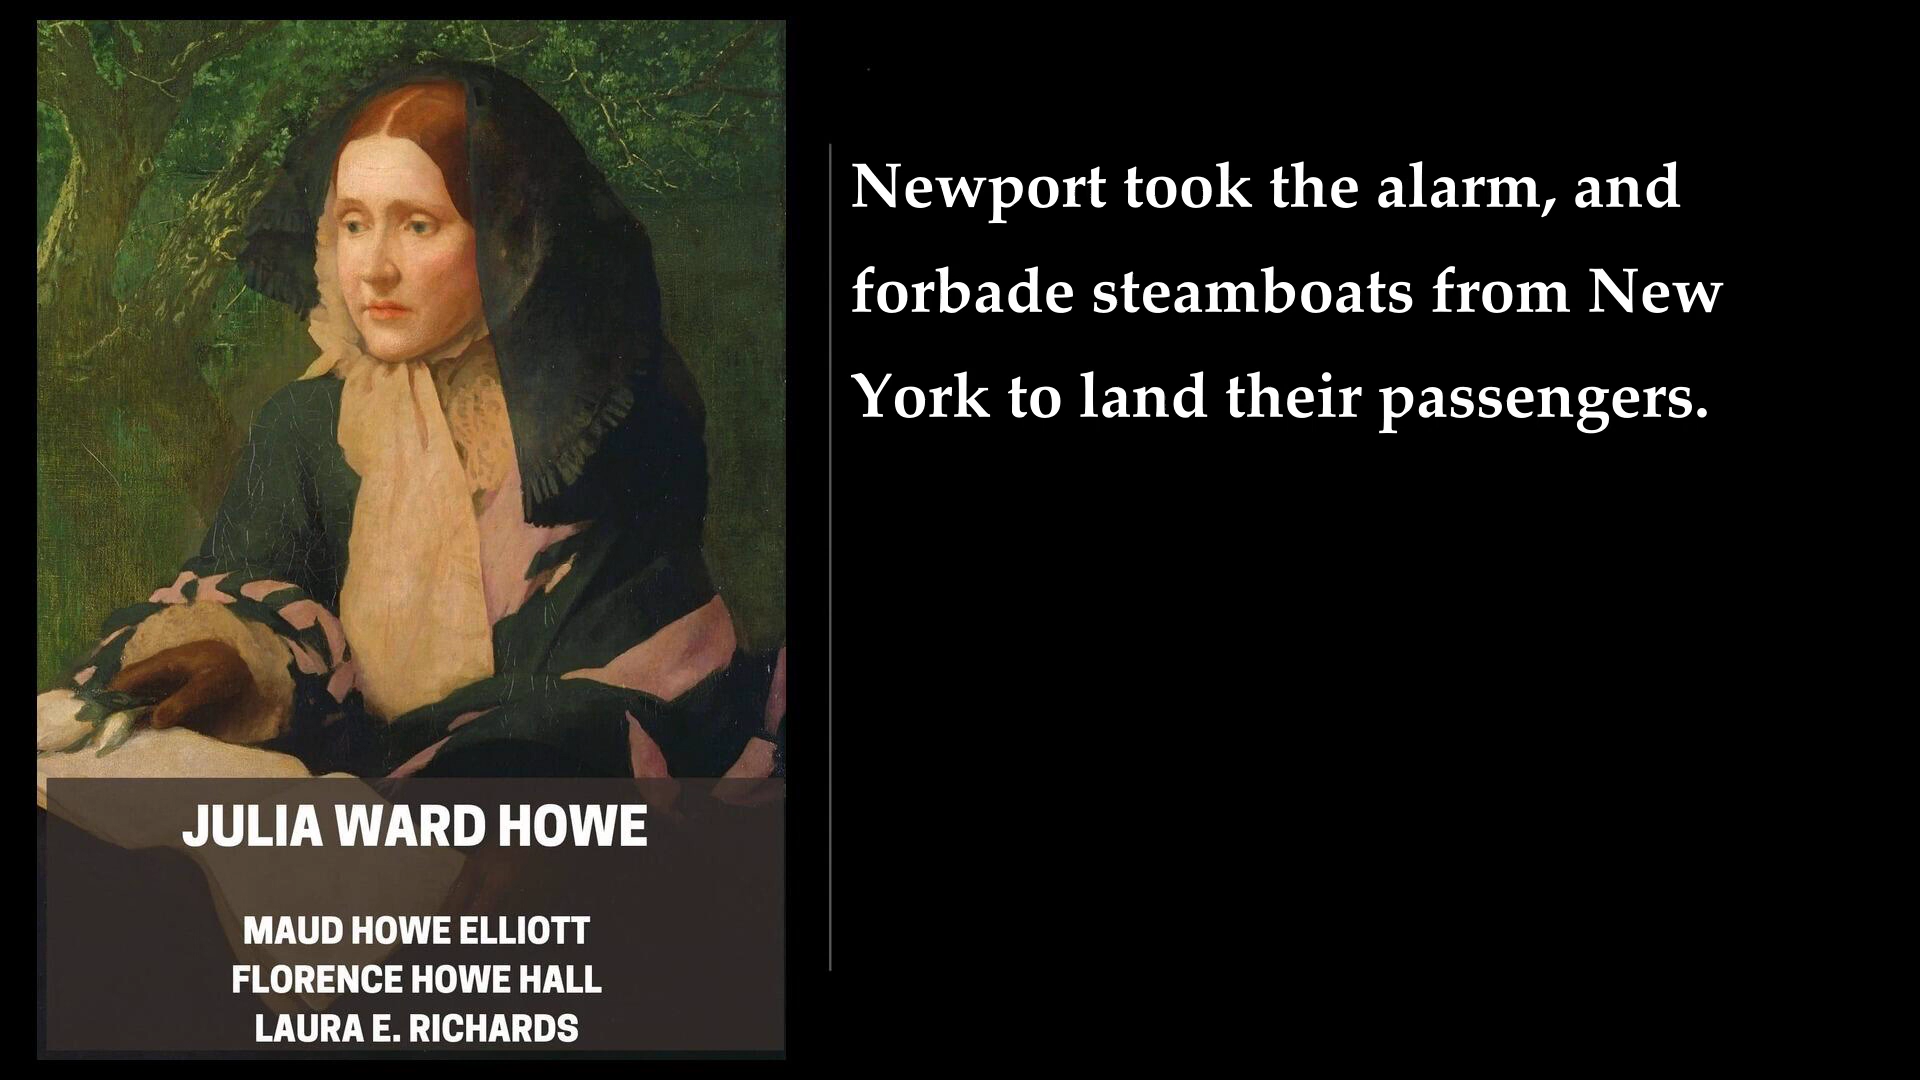 Newport took the alarm, and
forbade steamboats from New
York to land their passengers.
JULIA WARD HOWE
MAUD HOWE ELLIOTT
FLORENCE HOWE HALL
LAURA E. RICHARDS